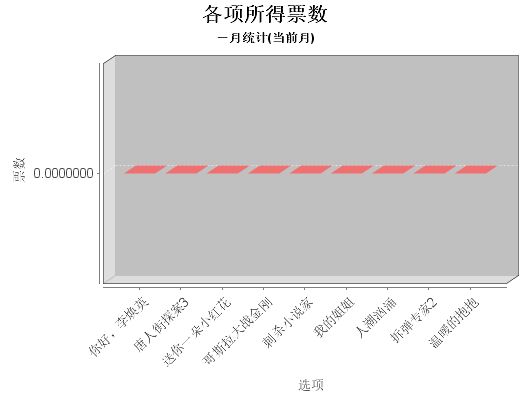 各项所得票数
一月统计(当前月)
票数
0.0000000
你好，李焕英
唐人街探案3
送你一朵小红花
哥斯拉大战金刚
刺杀小说家
我的姐姐
人潮汹涌
拆弹专家2
温暖的抱抱
选项